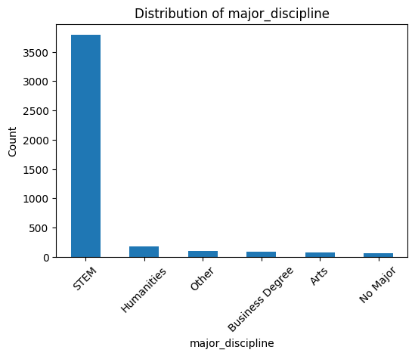 Distribution of major_discipline
3500
3000
2500
2000
1500
1000
500
0
Count
STEM
Humanities
Other
Business Degree
Arts
No Major
major_discipline